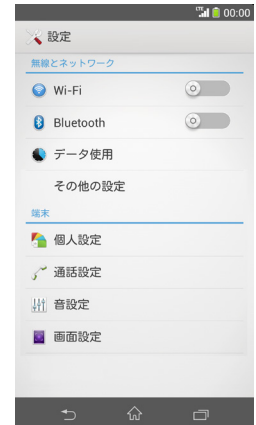 LTE 00:00
設定
無線とネットワーク
Wi-Fi
Bluetooth
データ使用
その他の設定
端末
個人設定
通話設定
音設定
画面設定